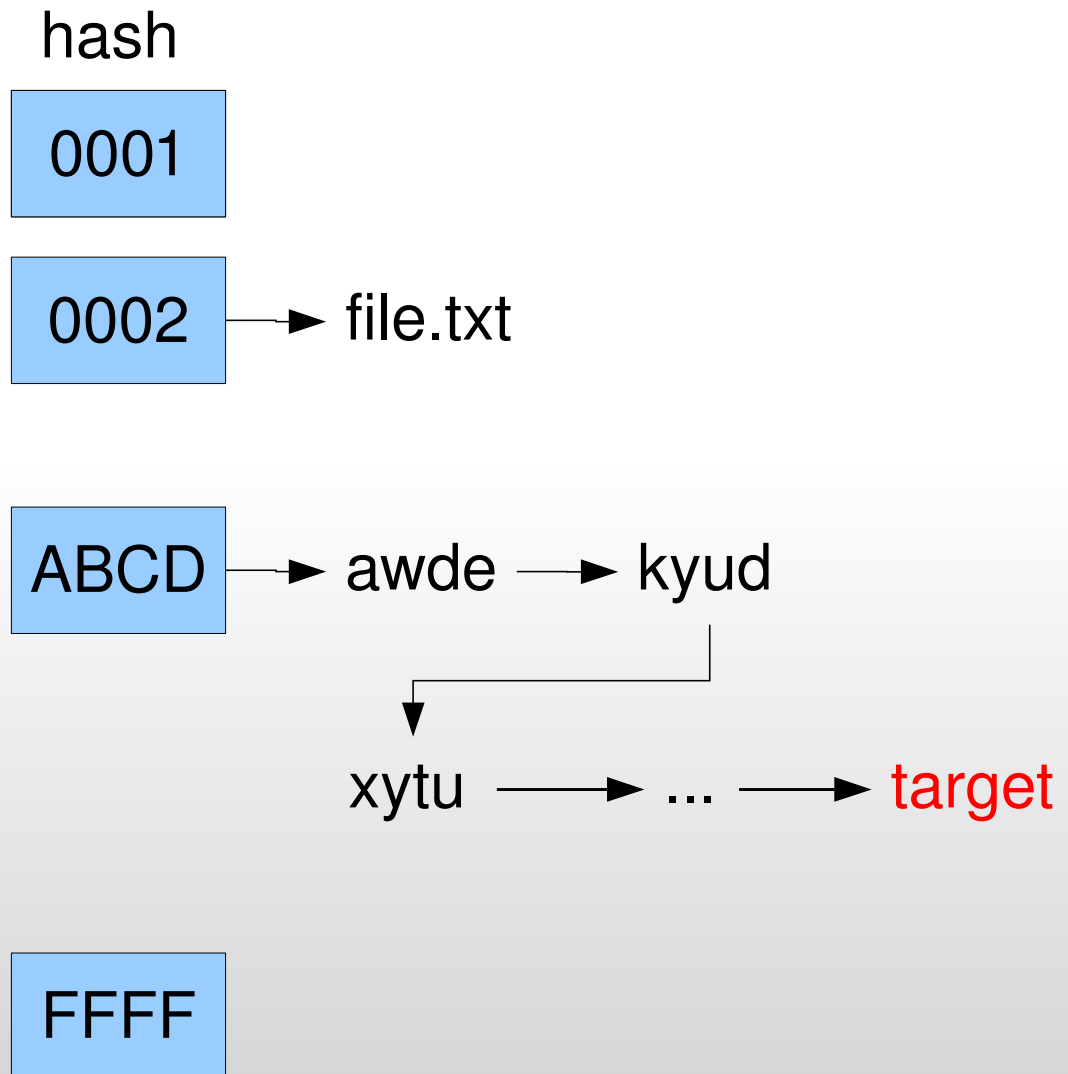 hash
0001
0002 file.txt
ABCD awde kyud
xytu ... target
FFFF